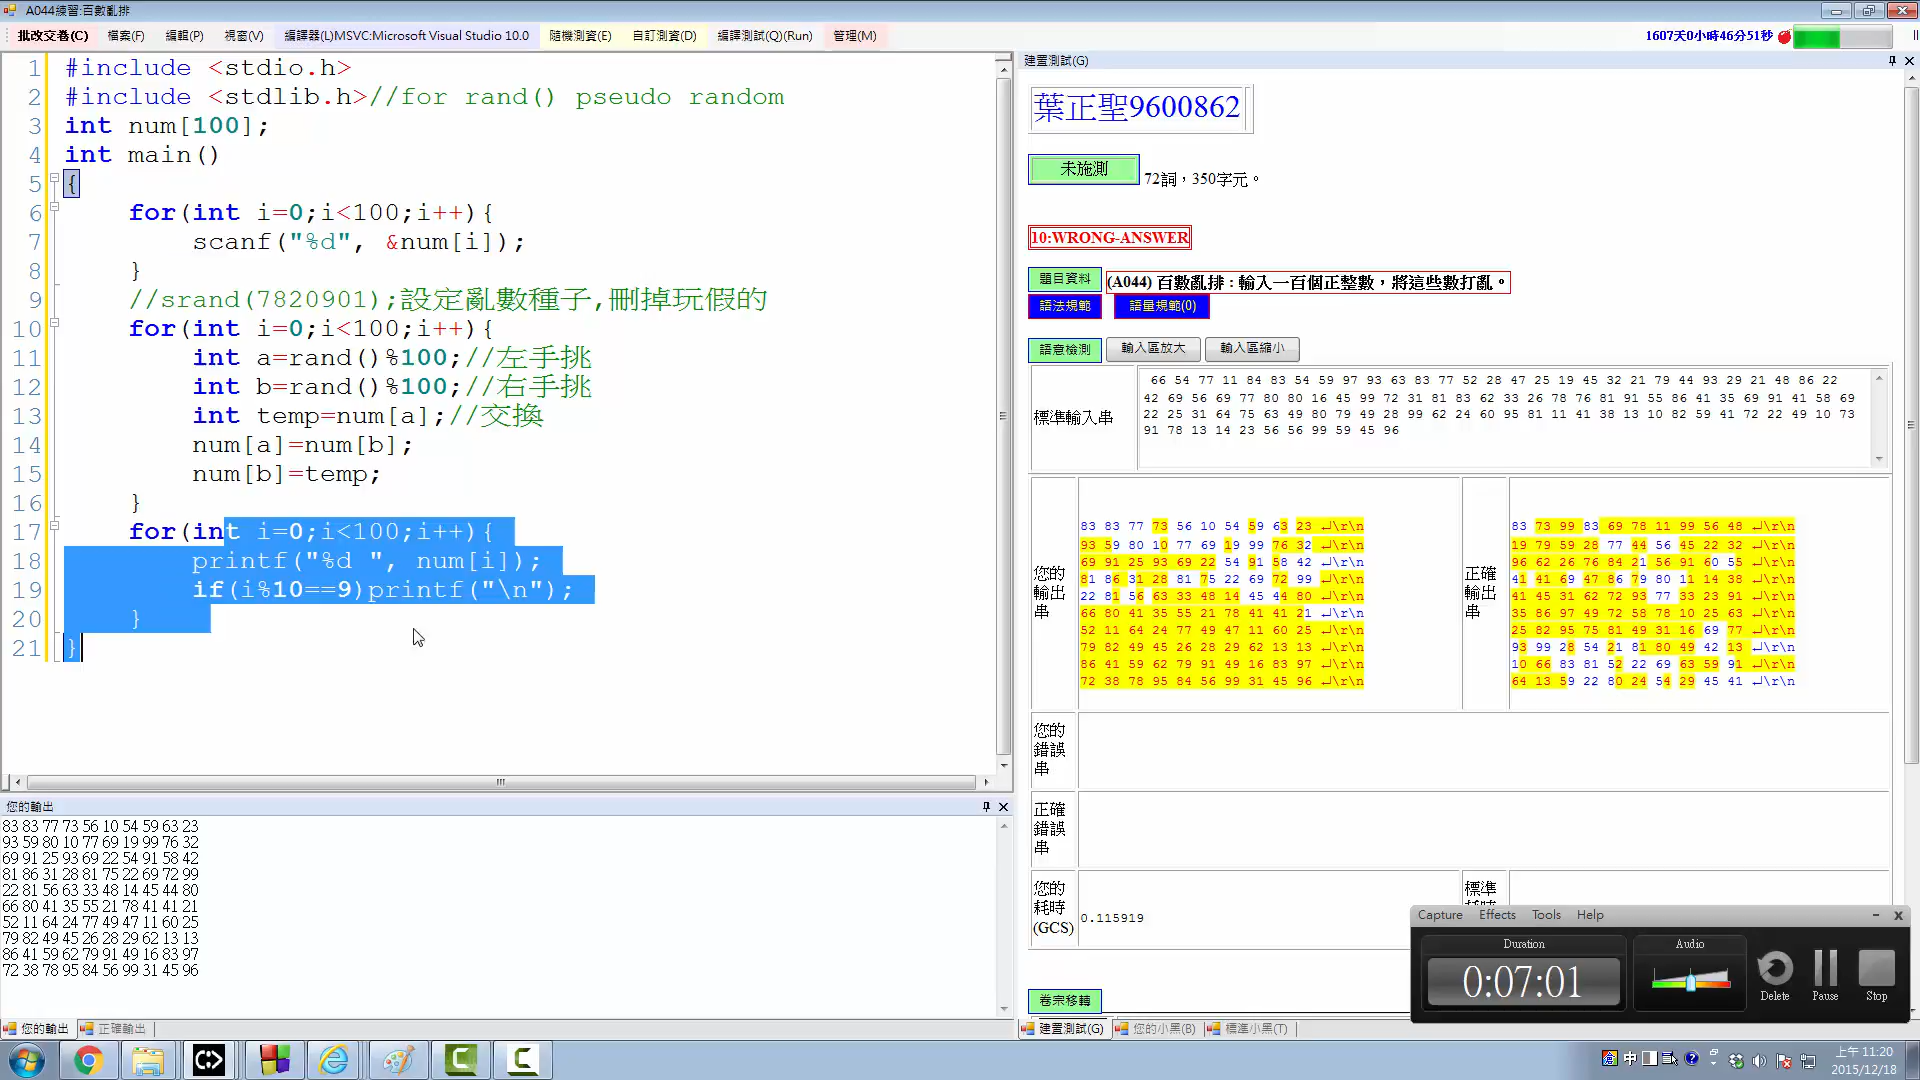 A044練習:百數亂排
批改交卷(C) 檔案(F) 編輯(P) 視窗(V) 編譯器(L)MSVC:Microsoft Visual Studio 10.0 隨機測資(E) 自訂測資(D) 編譯測試(Q)(Run) 管理(M) 1607天0小時46分51秒
1 #include <stdio.h>
2 #include <stdlib.h>//for rand() pseudo random
3 int num[100];
4 int main()
5 {
6 for(int i=0;i<100;i++){
7 scanf("%d", &num[i]);
8 }
9 //srand(7820901);設定亂數種子,刪掉玩假的
10 for(int i=0;i<100;i++){
11 int a=rand()%100;//左手挑
12 int b=rand()%100;//右手挑
13 int temp=num[a];//交換
14 num[a]=num[b];
15 num[b]=temp;
16 }
17 for(int i=0;i<100;i++){
18 printf("%d ", num[i]);
19 if(i%10==9)printf("\n");
20 }
21 }
您的輸出
83 83 77 73 56 10 54 59 63 23
93 59 80 10 77 69 19 99 76 32
69 91 25 93 69 22 54 91 58 42
81 86 31 28 81 75 22 69 72 99
22 81 56 63 33 48 14 45 44 80
66 80 41 35 55 21 78 41 41 21
52 11 64 24 77 49 47 11 60 25
79 82 49 45 26 28 29 62 13 13
86 41 59 62 79 91 49 16 83 97
72 38 78 95 84 56 99 31 45 96
您的輸出 正確輸出
建置測試(G)
葉正聖9600862
未施測 72詞，350字元。
10:WRONG-ANSWER
題目資料 (A044) 百數亂排 : 輸入一百個正整數，將這些數打亂。
語法規範 語量規範(0)
語意檢測 輸入區放大 輸入區縮小
標準輸入串
66 54 77 11 84 83 54 59 97 93 63 83 77 52 28 47 25 19 45 32 21 79 44 93 29 21 48 86 22
42 69 56 69 77 80 80 16 45 99 72 31 81 83 62 33 26 78 76 81 91 55 86 41 35 69 91 41 58 69
22 25 31 64 75 63 49 80 79 49 28 99 62 24 60 95 81 11 41 38 13 10 82 59 41 72 22 49 10 73
91 78 13 14 23 56 56 99 59 45 96
您的輸出串
83 83 77 73 56 10 54 59 63 23 ↵\r\n
93 59 80 10 77 69 19 99 76 32 ↵\r\n
69 91 25 93 69 22 54 91 58 42 ↵\r\n
81 86 31 28 81 75 22 69 72 99 ↵\r\n
22 81 56 63 33 48 14 45 44 80 ↵\r\n
66 80 41 35 55 21 78 41 41 21 ↵\r\n
52 11 64 24 77 49 47 11 60 25 ↵\r\n
79 82 49 45 26 28 29 62 13 13 ↵\r\n
86 41 59 62 79 91 49 16 83 97 ↵\r\n
72 38 78 95 84 56 99 31 45 96 ↵\r\n
正確輸出串
83 73 99 83 69 78 11 99 56 48 ↵\r\n
19 79 59 28 77 44 56 45 22 32 ↵\r\n
96 62 26 76 84 21 56 91 60 55 ↵\r\n
41 41 69 47 86 79 80 11 14 38 ↵\r\n
42 45 31 62 72 93 77 33 23 91 ↵\r\n
35 86 97 49 72 58 78 10 25 63 ↵\r\n
25 82 95 75 81 49 31 16 69 77 ↵\r\n
93 99 28 54 21 81 80 49 42 13 ↵\r\n
10 66 83 81 52 22 69 63 59 91 ↵\r\n
64 13 59 22 80 24 54 29 45 41 ↵\r\n
您的錯誤串
正確錯誤串
您的耗時(GCS) 0.115919
標準
卷宗移轉
建置測試(G) 您的小黑(B) 標準小黑(T)
Capture Effects Tools Help
Duration
0:07:01
Audio
Delete Pause Stop
中
上午 11:20
2015/12/18